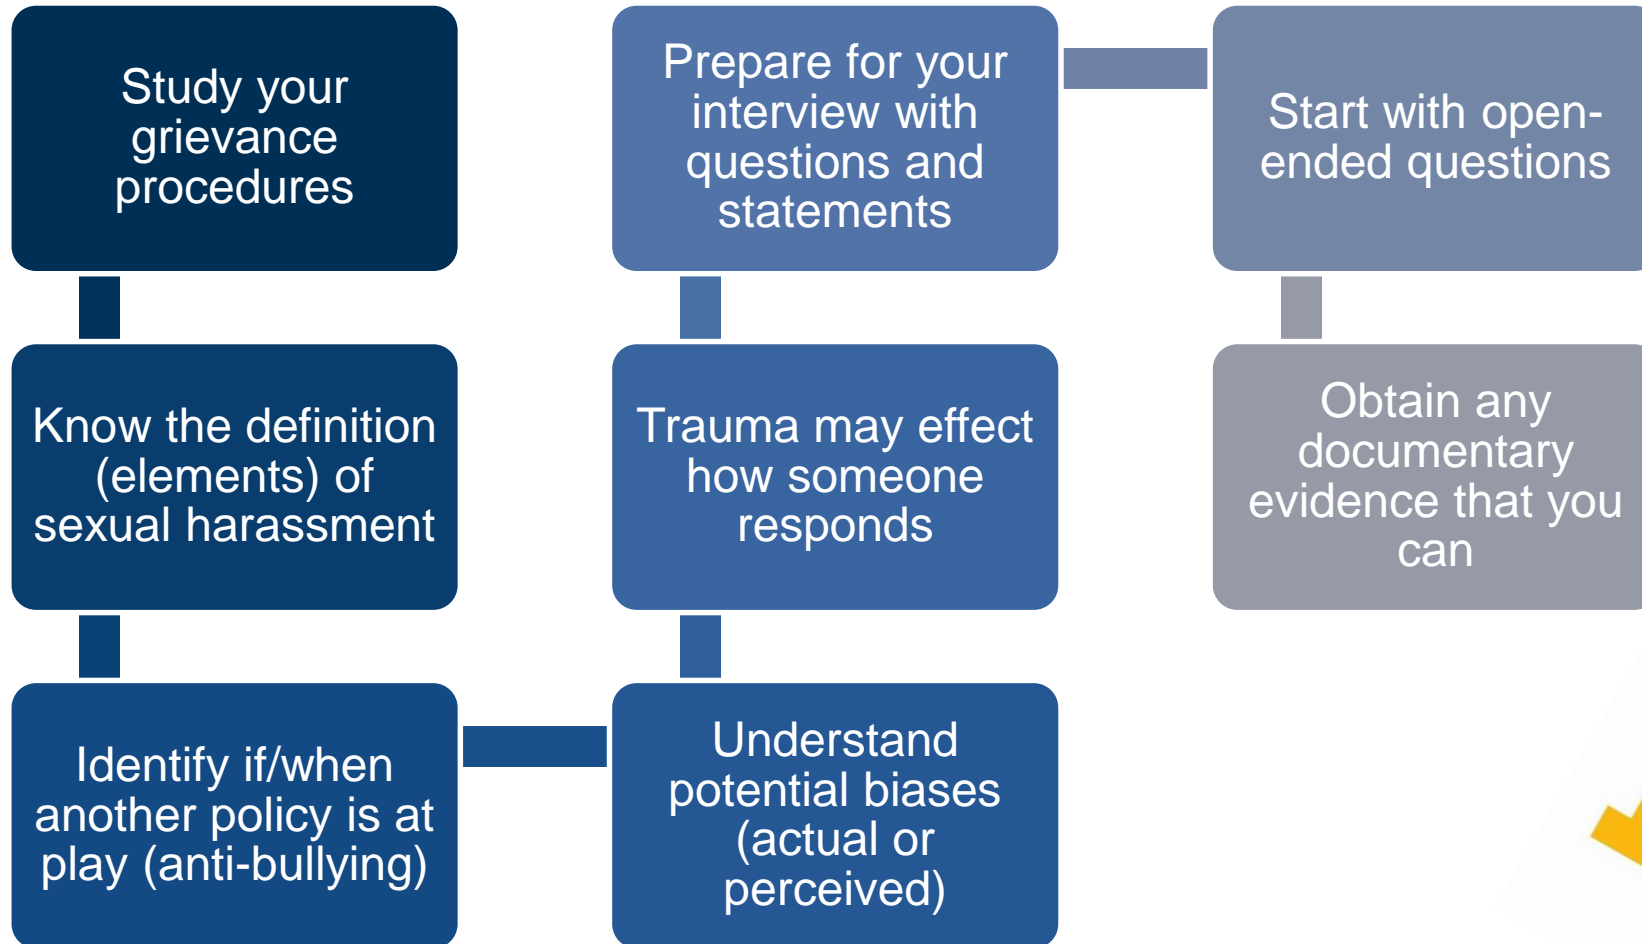 Study your
grievance
procedures
Know the definition
(elements) of
sexual harassment
Identify if/when
another policy is at
play (anti-bullying)
Understand
potential biases
(actual or
perceived)
Trauma may effect
how someone
responds
Prepare for your
interview with
questions and
statements
Start with open-
ended questions
Obtain any
documentary
evidence that you
can